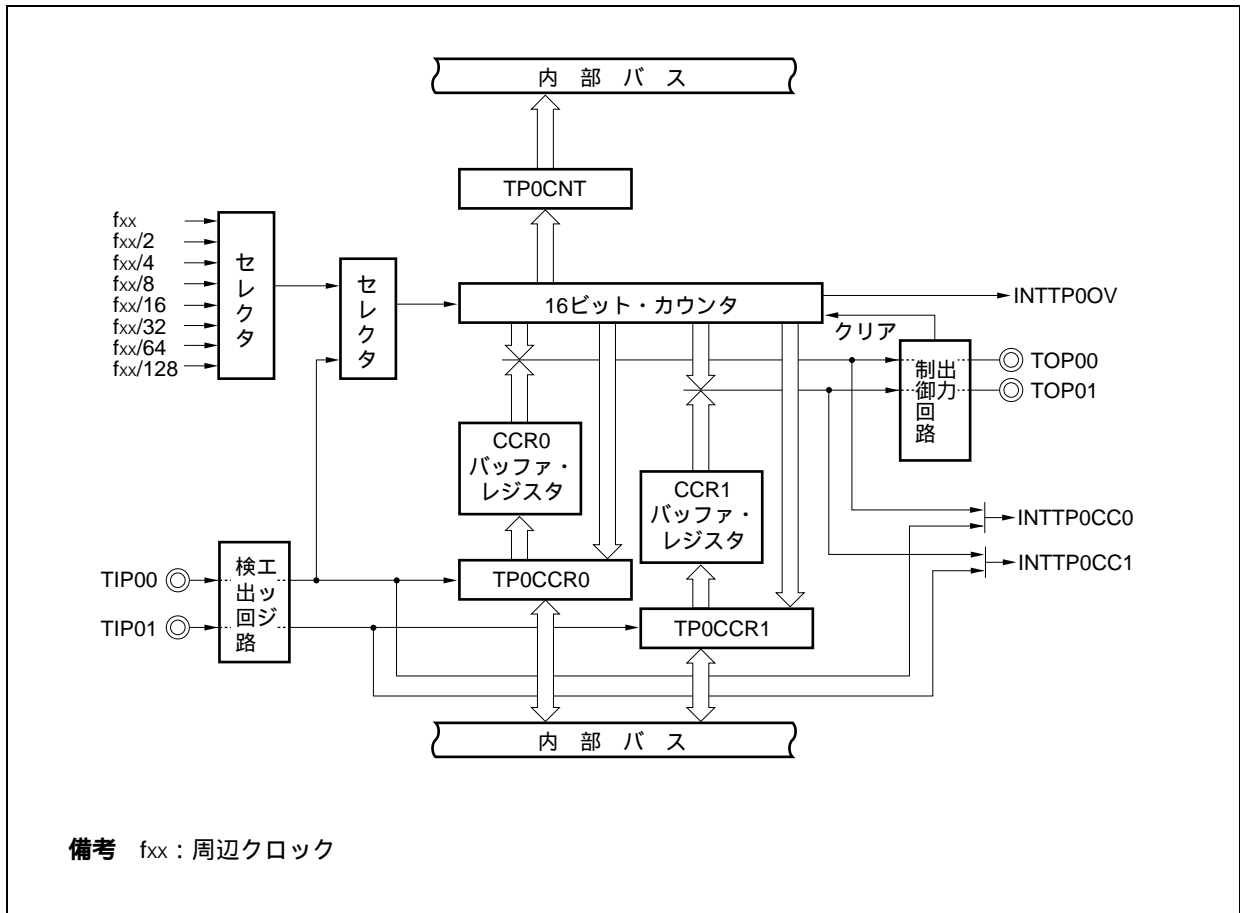 内 部 バ ス
TP0CNT
fxx
fxx/2
fxx/4
fxx/8
fxx/16
fxx/32
fxx/64
fxx/128
セレクタ
セレクタ
16ビット・カウンタ
INTTP0OV
クリア
出力
制御回路
TOP00
TOP01
CCR0
バッファ・
レジスタ
CCR1
バッファ・
レジスタ
INTTP0CC0
INTTP0CC1
TIP00
TIP01
エッジ
検出回路
TP0CCR0
TP0CCR1
内 部 バ ス
備考 fxx:周辺クロック